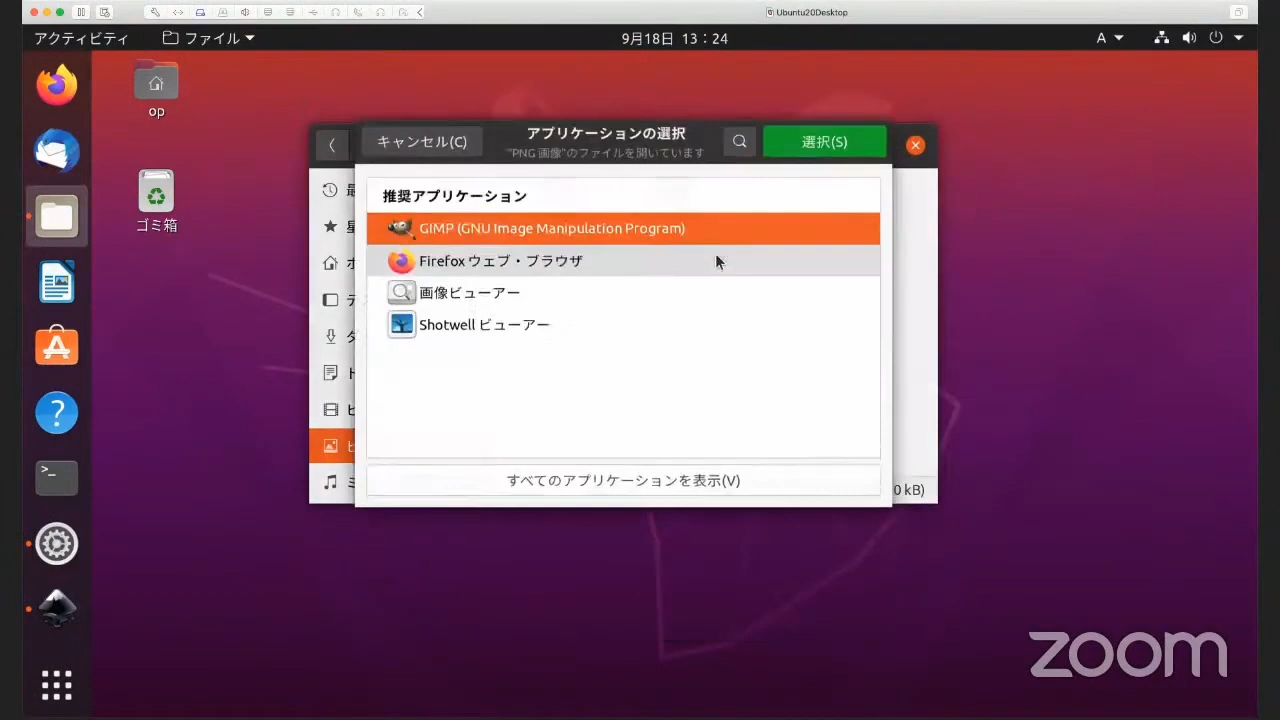 Ubuntu20Desktop
アクティビティ
ファイル
9月18日 13：24
A
op
ゴミ箱
キャンセル(C)
アプリケーションの選択
"PNG 画像"のファイルを開いています
選択(S)
推奨アプリケーション
GIMP (GNU Image Manipulation Program)
Firefox ウェブ・ブラウザ
画像ビューアー
Shotwell ビューアー
すべてのアプリケーションを表示(V)
0 kB)
zoom